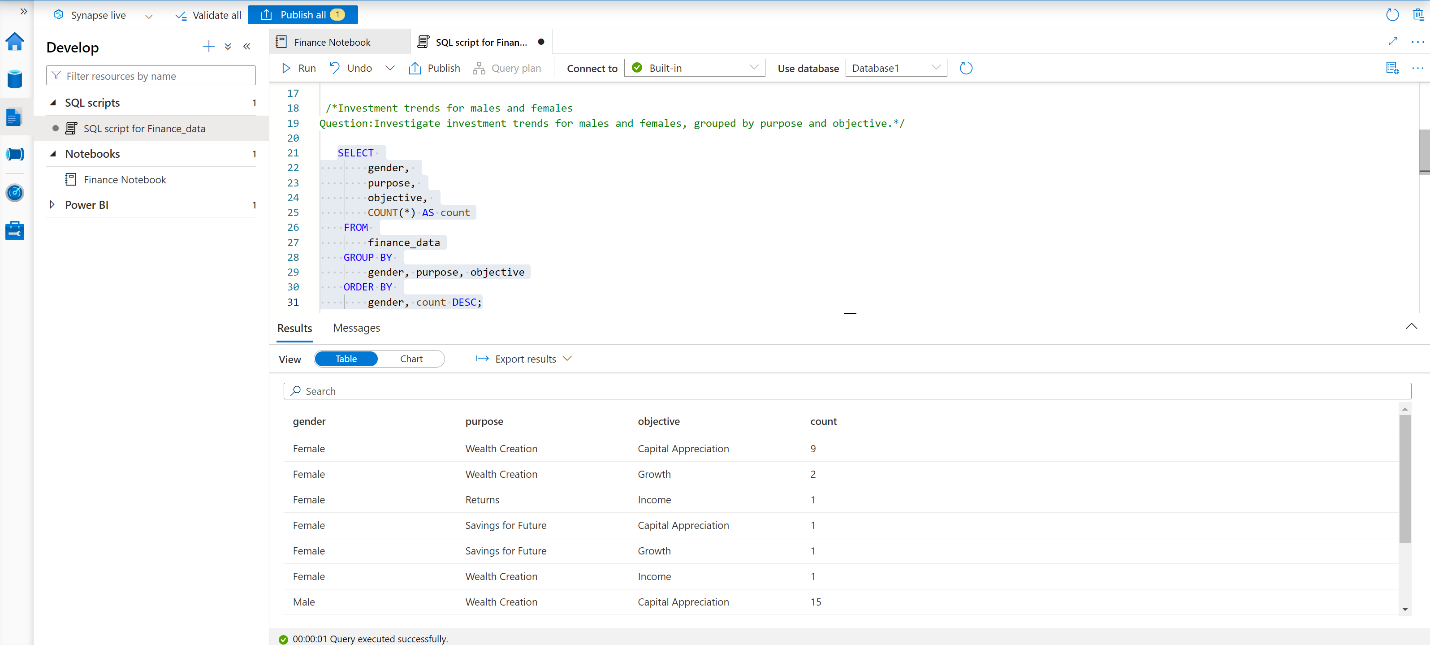 Synapse live
Validate all
Publish all 1
Develop
Filter resources by name
SQL scripts 1
SQL script for Finance_data
Notebooks 1
Finance Notebook
Power BI 1
Finance Notebook
SQL script for Finan...
Run
Undo
Publish
Query plan
Connect to
Built-in
Use database
Database1
17
18 /*Investment trends for males and females
19 Question:Investigate investment trends for males and females, grouped by purpose and objective.*/
20
21 SELECT
22 gender,
23 purpose,
24 objective,
25 COUNT(*) AS count
26 FROM
27 finance_data
28 GROUP BY
29 gender, purpose, objective
30 ORDER BY
31 gender, count DESC;
Results Messages
View Table Chart Export results
Search
gender purpose objective count
Female Wealth Creation Capital Appreciation 9
Female Wealth Creation Growth 2
Female Returns Income 1
Female Savings for Future Capital Appreciation 1
Female Savings for Future Growth 1
Female Wealth Creation Income 1
Male Wealth Creation Capital Appreciation 15
00:00:01 Query executed successfully.